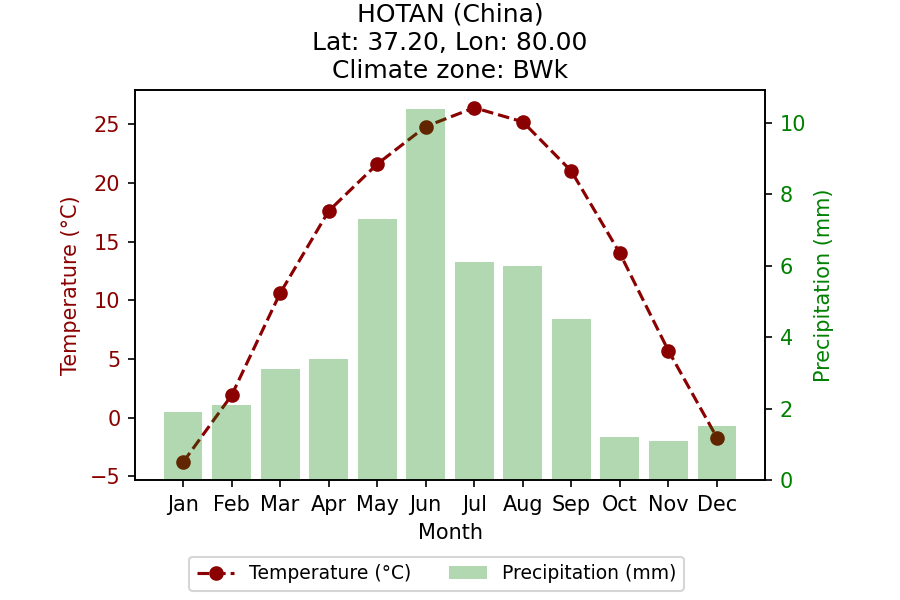 HOTAN (China)
Lat: 37.20, Lon: 80.00
Climate zone: BWk
25
20
15
10
5
0
−5
Temperature (°C)
10
8
6
4
2
0
Precipitation (mm)
Jan Feb Mar Apr May Jun Jul Aug Sep Oct Nov Dec
Month
Temperature (°C) Precipitation (mm)